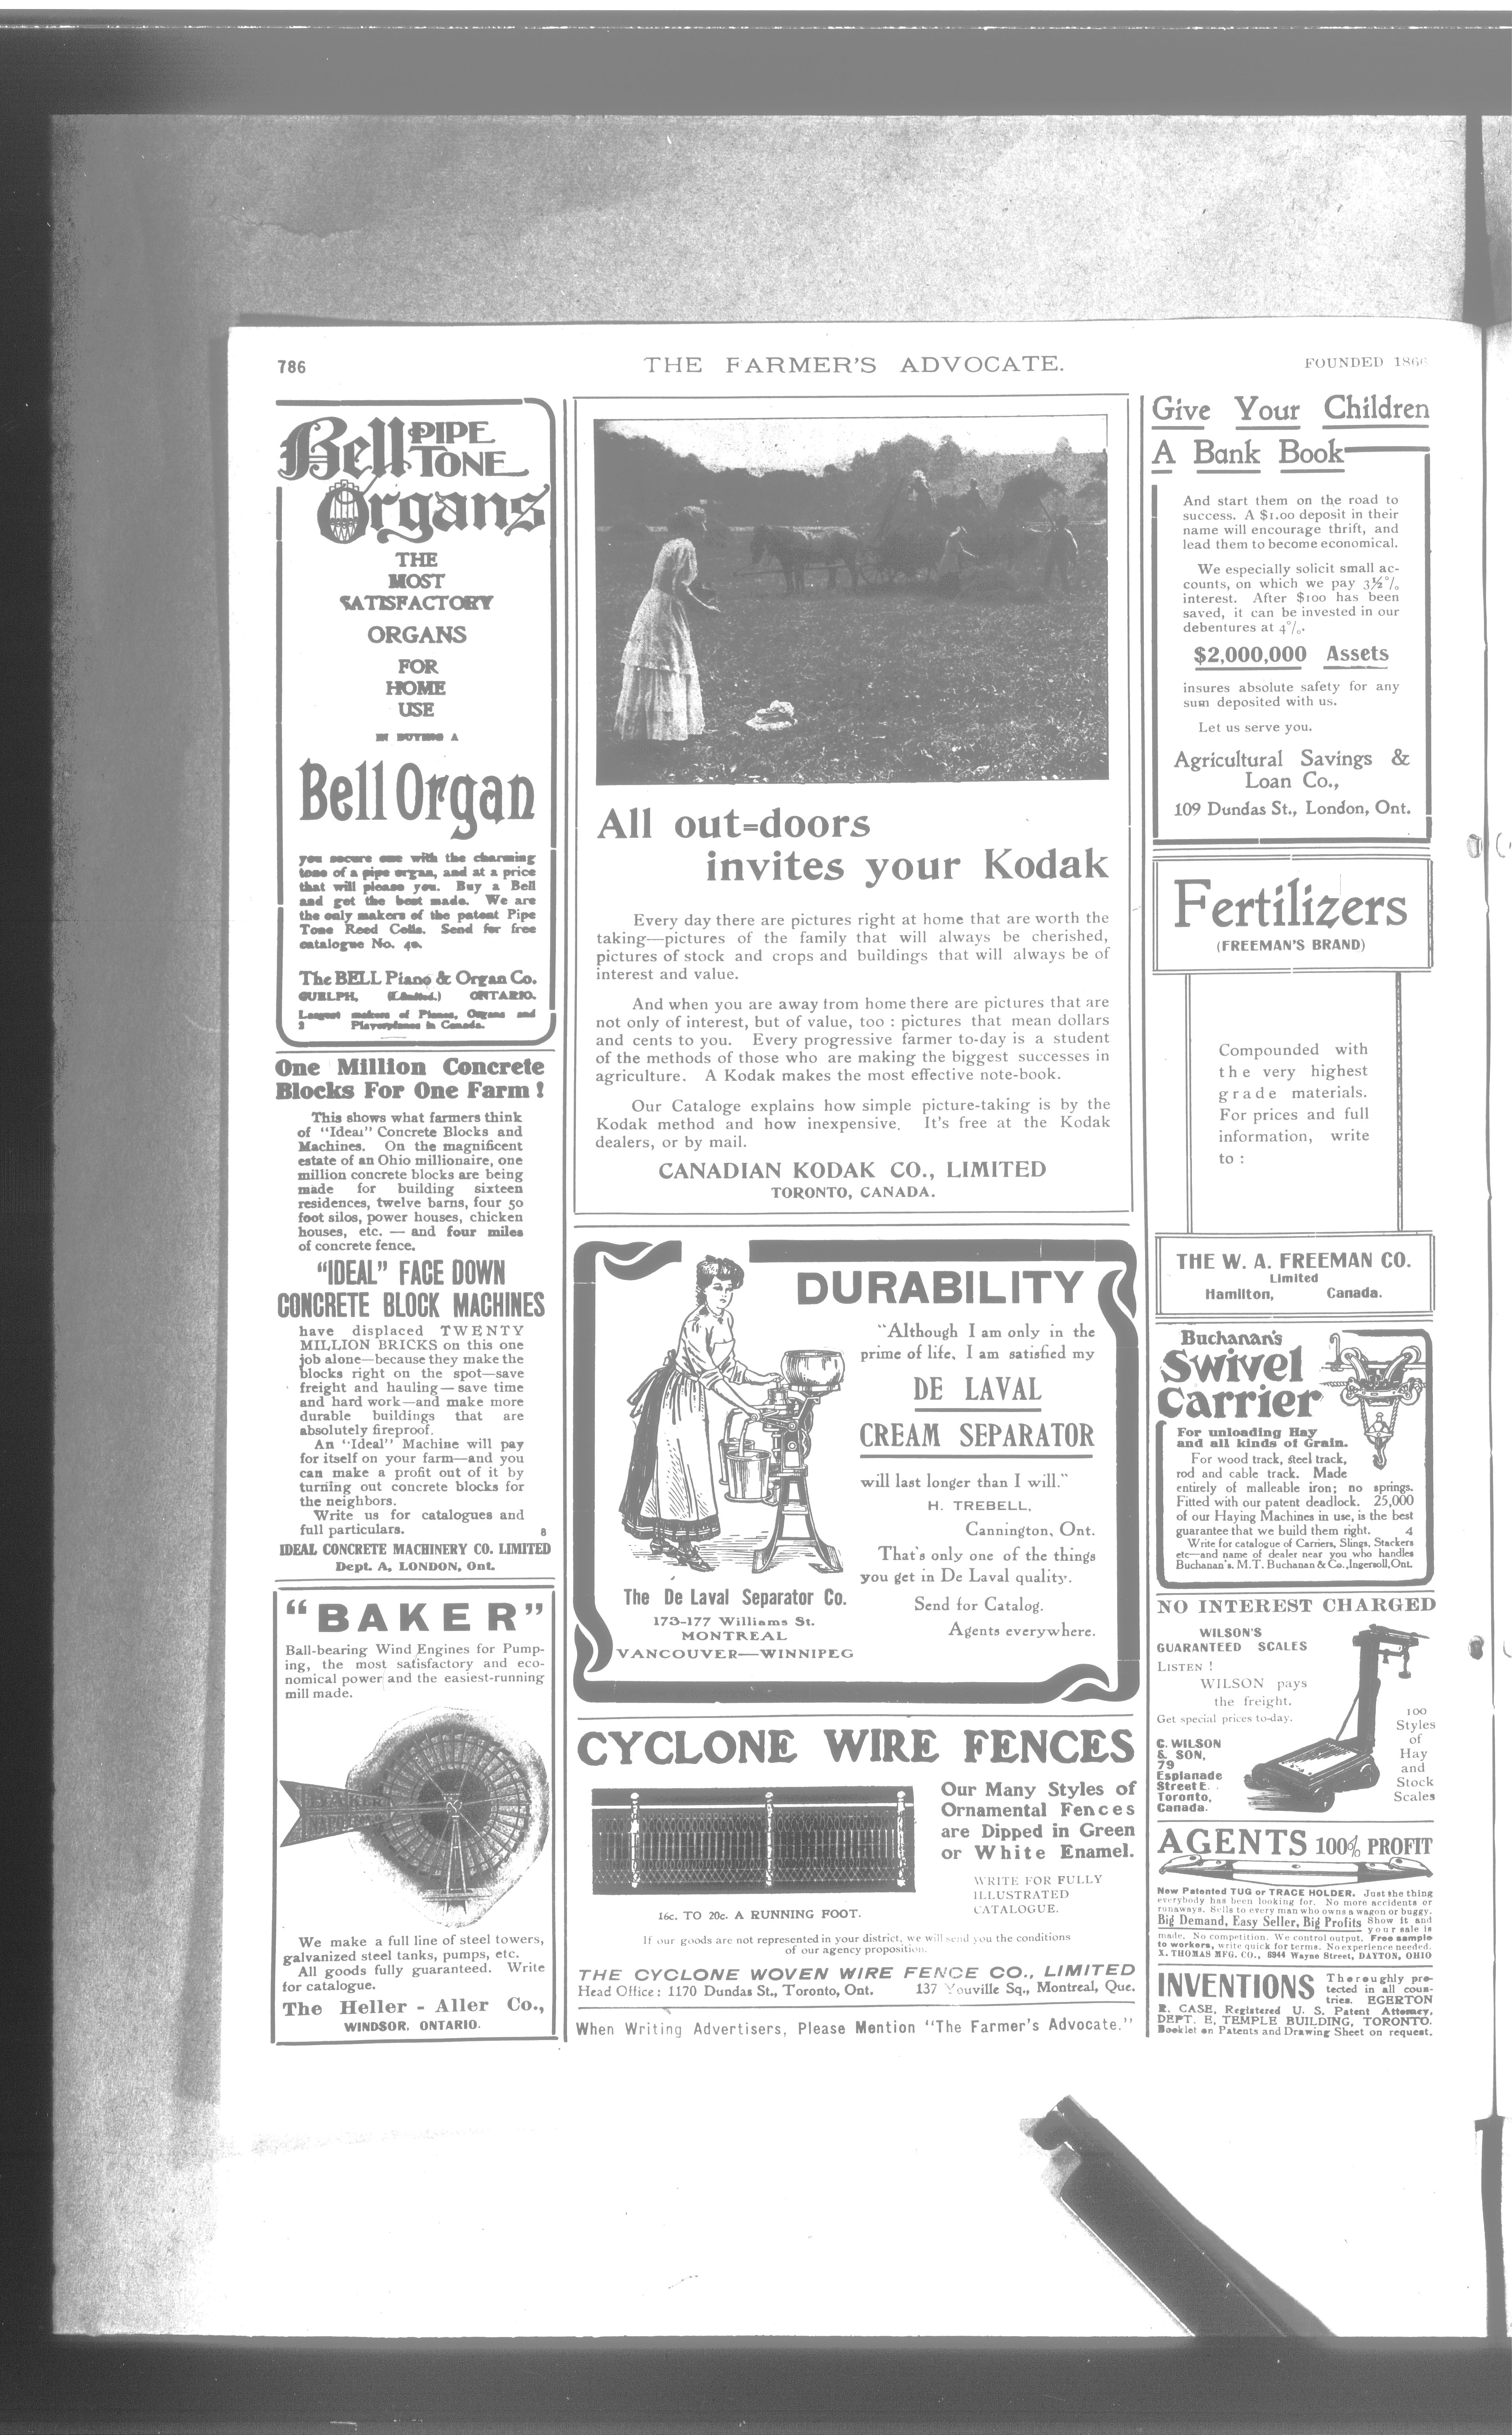 786
THE FARMER'S ADVOCATE.
FOUNDED 1866
Bell PIPE
TONE
Organs
THE
MOST
SATISFACTORY
ORGANS
FOR
HOME
USE
IN BUYING A
Bell Organ
you secure one with the charming
tone of a pipe organ, and at a price
that will please you. Buy a Bell
and get the best made. We are
the only makers of the patent Pipe
Tone Reed Cells. Send for free
catalogue No. 40.
The BELL Piano & Organ Co.
GUELPH, (Limited.) ONTARIO.
Largest makers of Pianos, Organs and
2 Playerpianos in Canada.
One Million Concrete
Blocks For One Farm!
This shows what farmers think
of "Ideal" Concrete Blocks and
Machines. On the magnificent
estate of an Ohio millionaire, one
million concrete blocks are being
made for building sixteen
residences, twelve barns, four 50
foot silos, power houses, chicken
houses, etc. — and four miles
of concrete fence.
"IDEAL" FACE DOWN
CONCRETE BLOCK MACHINES
have displaced TWENTY
MILLION BRICKS on this one
job alone—because they make the
blocks right on the spot—save
freight and hauling—save time
and hard work—and make more
durable buildings that are
absolutely fireproof.
An "Ideal" Machine will pay
for itself on your farm—and you
can make a profit out of it by
turning out concrete blocks for
the neighbors.
Write us for catalogues and
full particulars. 8
IDEAL CONCRETE MACHINERY CO. LIMITED
Dept. A, LONDON, Ont.
"BAKER"
Ball-bearing Wind Engines for Pump-
ing, the most satisfactory and eco-
nomical power and the easiest-running
mill made.
BAKER
We make a full line of steel towers,
galvanized steel tanks, pumps, etc.
All goods fully guaranteed. Write
for catalogue.
The Heller - Aller Co.,
WINDSOR, ONTARIO.
All out=doors
invites your Kodak
Every day there are pictures right at home that are worth the
taking—pictures of the family that will always be cherished,
pictures of stock and crops and buildings that will always be of
interest and value.
And when you are away from home there are pictures that are
not only of interest, but of value, too : pictures that mean dollars
and cents to you. Every progressive farmer to-day is a student
of the methods of those who are making the biggest successes in
agriculture. A Kodak makes the most effective note-book.
Our Cataloge explains how simple picture-taking is by the
Kodak method and how inexpensive. It's free at the Kodak
dealers, or by mail.
CANADIAN KODAK CO., LIMITED
TORONTO, CANADA.
DURABILITY
"Although I am only in the
prime of life, I am satisfied my
DE LAVAL
CREAM SEPARATOR
will last longer than I will."
H. TREBELL,
Cannington, Ont.
That's only one of the things
you get in De Laval quality.
Send for Catalog.
Agents everywhere.
The De Laval Separator Co.
173-177 Williams St.
MONTREAL
VANCOUVER—WINNIPEG
CYCLONE WIRE FENCES
Our Many Styles of
Ornamental Fences
are Dipped in Green
or White Enamel.
WRITE FOR FULLY
ILLUSTRATED
CATALOGUE.
16c. TO 20c. A RUNNING FOOT.
If our goods are not represented in your district, we will send you the conditions
of our agency proposition.
THE CYCLONE WOVEN WIRE FENCE CO., LIMITED
Head Office: 1170 Dundas St., Toronto, Ont. 137 Youville Sq., Montreal, Que.
When Writing Advertisers, Please Mention "The Farmer's Advocate."
Give Your Children
A Bank Book
And start them on the road to
success. A $1.00 deposit in their
name will encourage thrift, and
lead them to become economical.
We especially solicit small ac-
counts, on which we pay 3½%
interest. After $100 has been
saved, it can be invested in our
debentures at 4%.
$2,000,000 Assets
insures absolute safety for any
sum deposited with us.
Let us serve you.
Agricultural Savings &
Loan Co.,
109 Dundas St., London, Ont.
Fertilizers
(FREEMAN'S BRAND)
Compounded with
the very highest
grade materials.
For prices and full
information, write
to :
THE W. A. FREEMAN CO.
Limited
Hamilton, Canada.
Buchanan's
Swivel
Carrier
For unloading Hay
and all kinds of Grain.
For wood track, steel track,
rod and cable track. Made
entirely of malleable iron; no springs.
Fitted with our patent deadlock. 25,000
of our Haying Machines in use, is the best
guarantee that we build them right. 4
Write for catalogue of Carriers, Slings, Stackers
etc—and name of dealer near you who handles
Buchanan's. M.T. Buchanan & Co., Ingersoll, Ont.
NO INTEREST CHARGED
WILSON'S
GUARANTEED SCALES
LISTEN !
WILSON pays
the freight.
Get special prices to-day.
C. WILSON
& SON,
79
Esplanade
Street E.
Toronto,
Canada.
100
Styles
of
Hay
and
Stock
Scales
AGENTS 100% PROFIT
New Patented TUG or TRACE HOLDER. Just the thing
everybody has been looking for. No more accidents or
runaways. Sells to every man who owns a wagon or buggy.
Big Demand, Easy Seller, Big Profits Show it and
your sale is
made. No competition. We control output. Free sample
to workers, write quick for terms. No experience needed.
X. THOMAS MFG. CO., 8944 Wayne Street, DAYTON, OHIO
INVENTIONS Thoroughly pro-
tected in all coun-
tries. EGERTON
R. CASE, Registered U. S. Patent Attorney,
DEPT. E, TEMPLE BUILDING, TORONTO.
Booklet on Patents and Drawing Sheet on request.